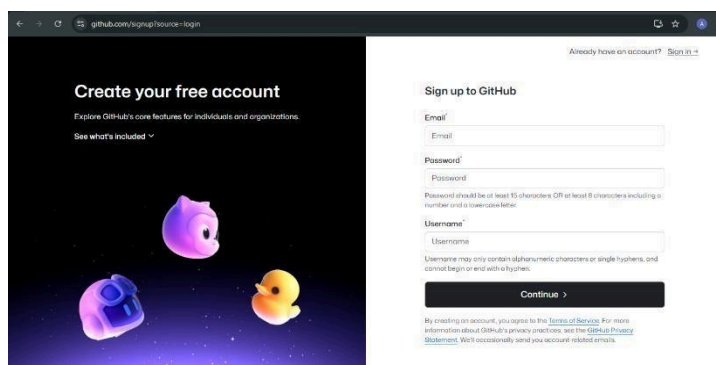 github.com/signup?source=login
Already have an account? Sign in →
Create your free account
Explore GitHub's core features for individuals and organizations.
See what's included
Sign up to GitHub
Email*
Email
Password*
Password
Password should be at least 15 characters OR at least 8 characters including a
number and a lowercase letter.
Username*
Username
Username may only contain alphanumeric characters or single hyphens, and
cannot begin or end with a hyphen.
Continue >
By creating an account, you agree to the Terms of Service. For more
information about GitHub's privacy practices, see the GitHub Privacy
Statement. We'll occasionally send you account-related emails.